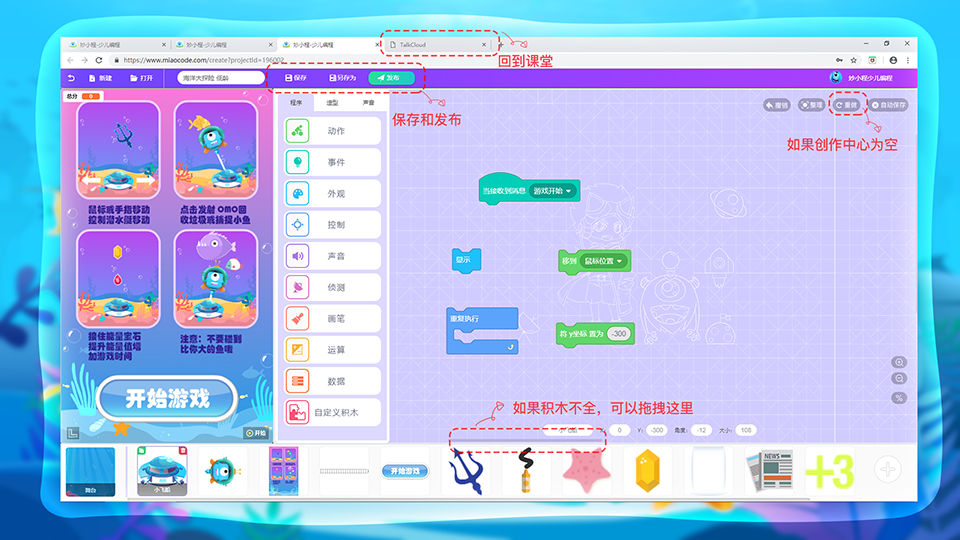 妙小程-少儿编程
妙小程-少儿编程
妙小程-少儿编程
TalkCloud
回到课堂
https://www.miaocode.com/create?projectId=196002
新建
打开
海洋大探险 低龄
保存
另存为
发布
妙小程少儿编程
保存和发布
总分 0
程序
造型
声音
撤销
整理
重做
自动保存
如果创作中心为空
鼠标或手指移动
控制潜水艇移动
点击发射 OMO回
收垃圾或捕捉小鱼
接住能量宝石
提升能量值增
加游戏时间
注意：不要碰到
比你大的鱼哦
开始游戏
开始
动作
事件
外观
控制
声音
侦测
画笔
运算
数据
自定义积木
当接收到消息 游戏开始
显示
移到 鼠标位置
重复执行
将 y坐标 置为 -300
如果积木不全，可以拖拽这里
0
Y: -300
角度: -12
大小: 108
舞台
小飞船
开始游戏
NEWS
+3